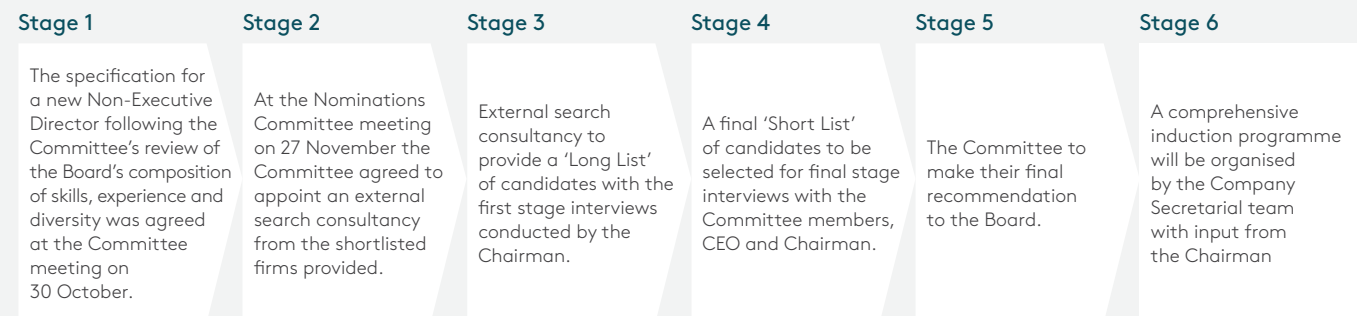 Stage 1
The specification for
a new Non-Executive
Director following the
Committee's review of
the Board's composition
of skills, experience and
diversity was agreed
at the Committee
meeting on
30 October.
Stage 2
At the Nominations
Committee meeting
on 27 November the
Committee agreed to
appoint an external
search consultancy
from the shortlisted
firms provided.
Stage 3
External search
consultancy to
provide a ‘Long List’
of candidates with the
first stage interviews
conducted by the
Chairman.
Stage 4
A final ‘Short List’
of candidates to be
selected for final stage
interviews with the
Committee members,
CEO and Chairman.
Stage 5
The Committee to
make their final
recommendation
to the Board.
Stage 6
A comprehensive
induction programme
will be organised
by the Company
Secretarial team
with input from
the Chairman